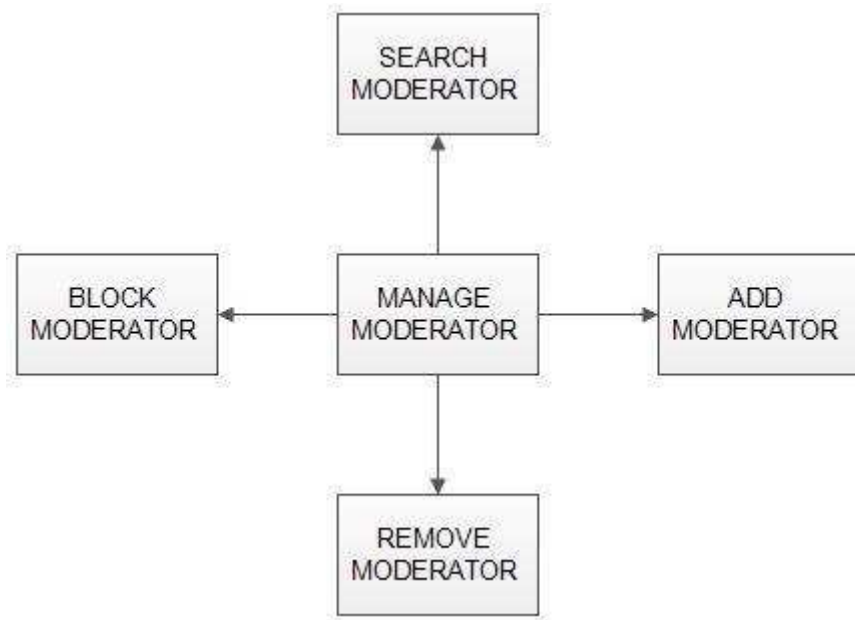 SEARCH
MODERATOR
BLOCK
MODERATOR
MANAGE
MODERATOR
ADD
MODERATOR
REMOVE
MODERATOR